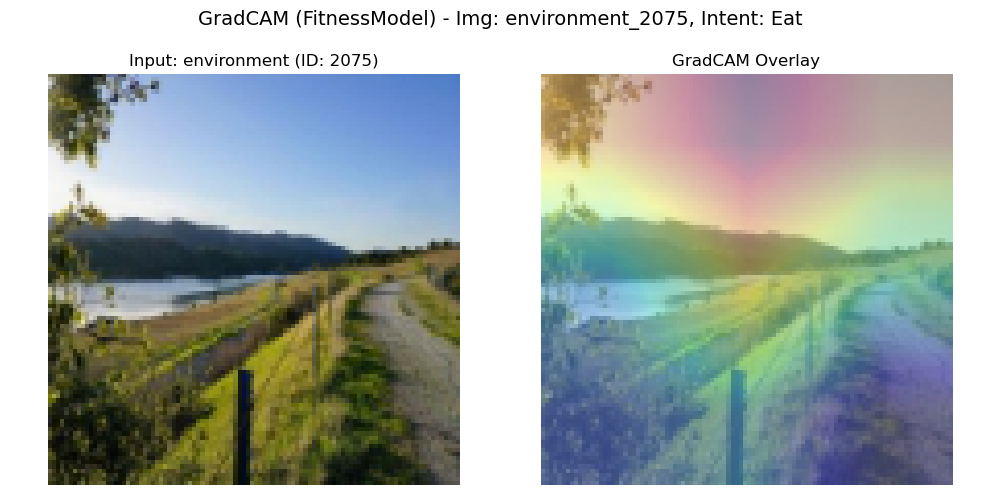 GradCAM (FitnessModel) - Img: environment_2075, Intent: Eat
Input: environment (ID: 2075)
GradCAM Overlay